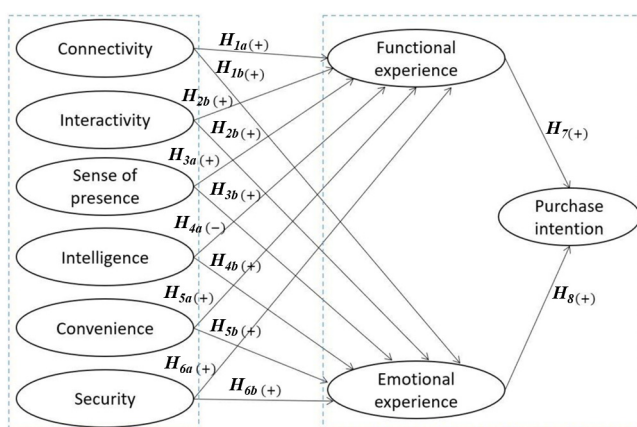 Connectivity
Interactivity
Sense of
presence
Intelligence
Convenience
Security
H1a(+)
H1b(+)
H2b(+)
H2b(+)
H3a(+)
H3b(+)
H4a(−)
H4b(+)
H5a(+)
H5b(+)
H6a(+)
H6b(+)
Functional
experience
Emotional
experience
H7(+)
H8(+)
Purchase
intention